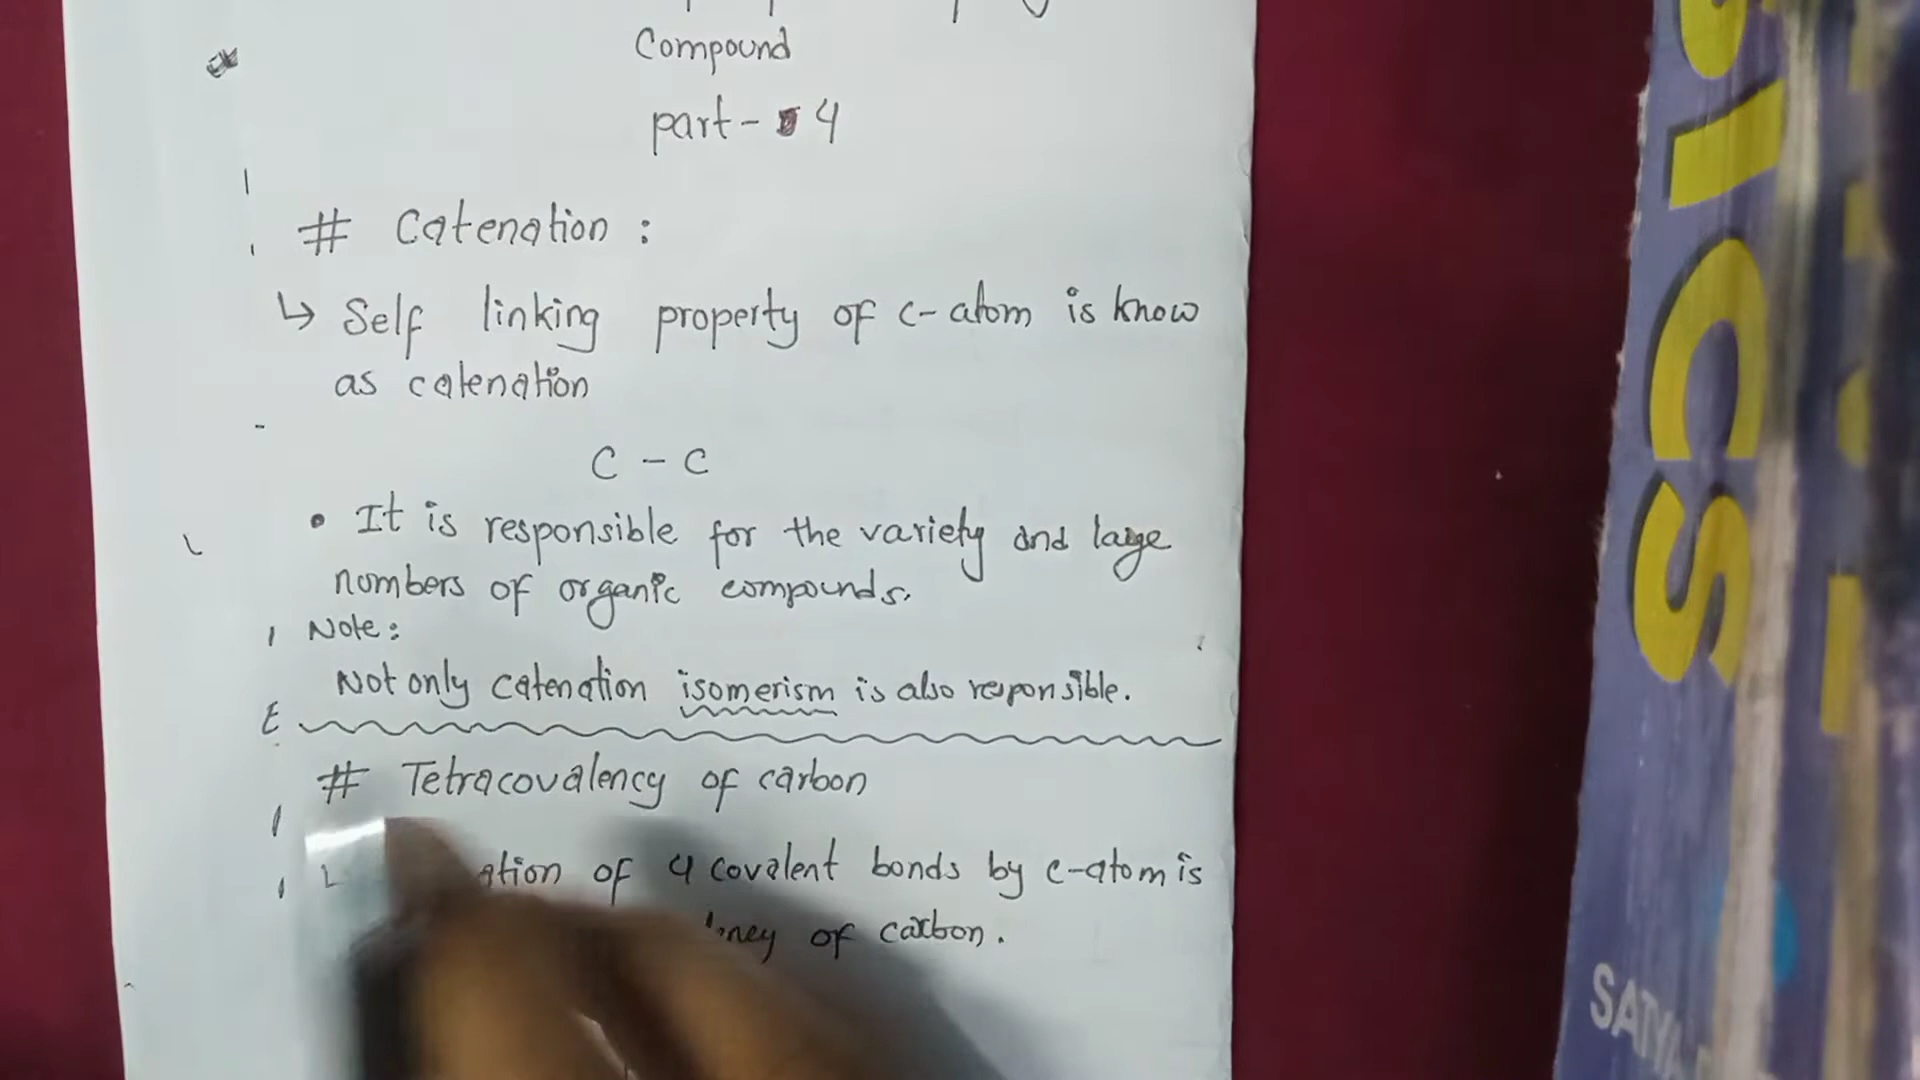 Compound
part - 4
# Catenation :
↳ Self linking property of c-atom is know
as catenation
C - C
• It is responsible for the variety and large
numbers of organic compounds.
Note :
Not only catenation isomerism is also responsible.
# Tetracovalency of carbon
of 4 covalent bonds by c-atom is
of carbon.
SICS